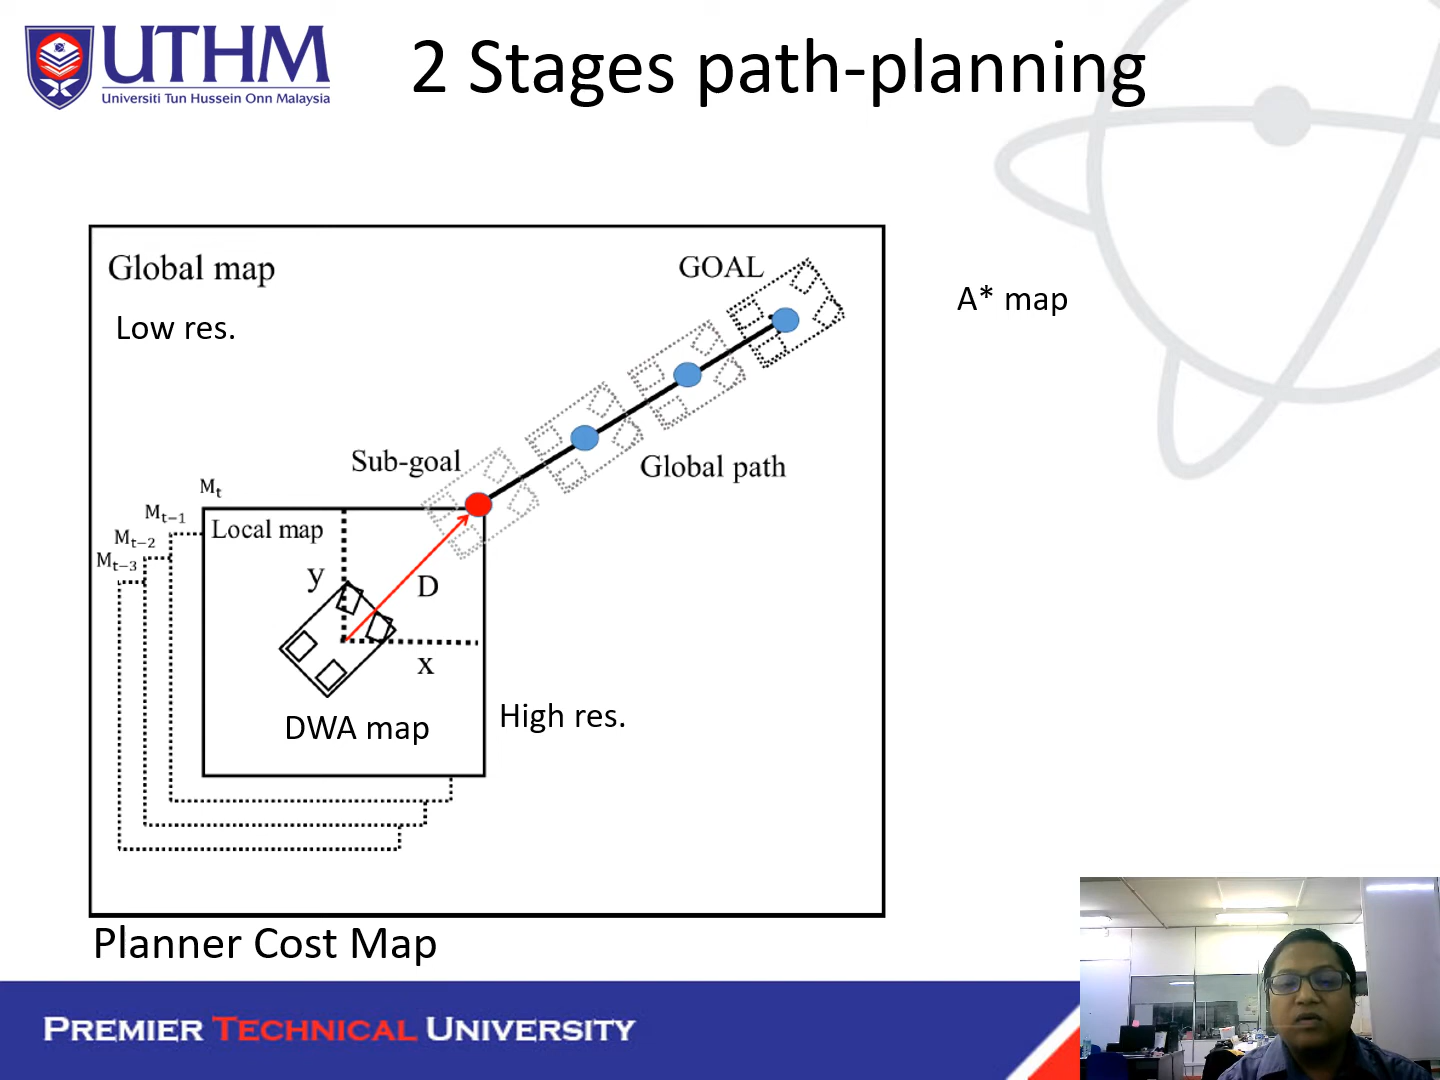 UTHM
Universiti Tun Hussein Onn Malaysia
2 Stages path-planning
Global map
Low res.
GOAL
A* map
Sub-goal
Global path
Mt
Mt−1
Mt−2
Mt−3
Local map
y
D
x
DWA map
High res.
Planner Cost Map
PREMIER TECHNICAL UNIVERSITY